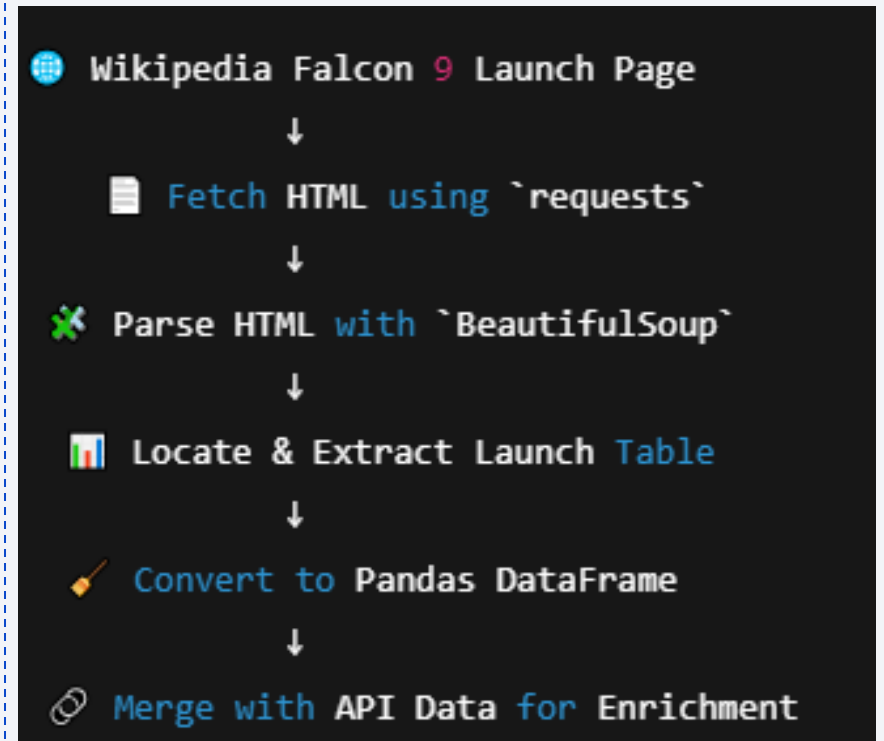 🌐 Wikipedia Falcon 9 Launch Page
↓
📄 Fetch HTML using `requests`
↓
🧩 Parse HTML with `BeautifulSoup`
↓
📊 Locate & Extract Launch Table
↓
🧹 Convert to Pandas DataFrame
↓
🔗 Merge with API Data for Enrichment